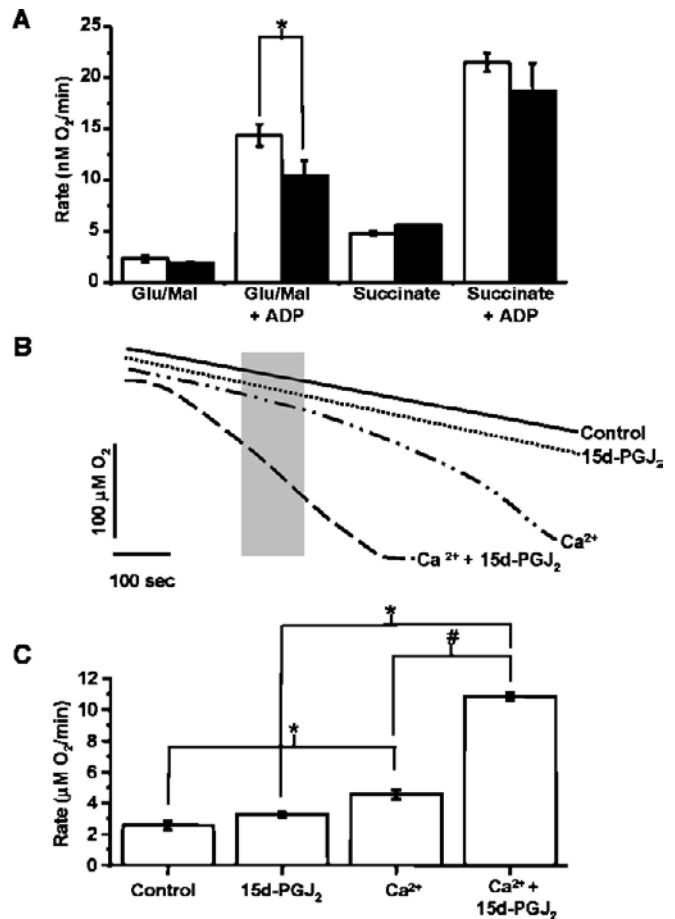 A
*
25
20
15
10
5
0
Rate (nM O₂/min)
Glu/Mal
Glu/Mal
+ ADP
Succinate
Succinate
+ ADP
B
Control
15d-PGJ₂
Ca²⁺
Ca ²⁺ + 15d-PGJ₂
100 µM O₂
100 sec
C
*
#
*
12
10
8
6
4
2
0
Rate (µM O₂/min)
Control
15d-PGJ₂
Ca²⁺
Ca²⁺ +
15d-PGJ₂